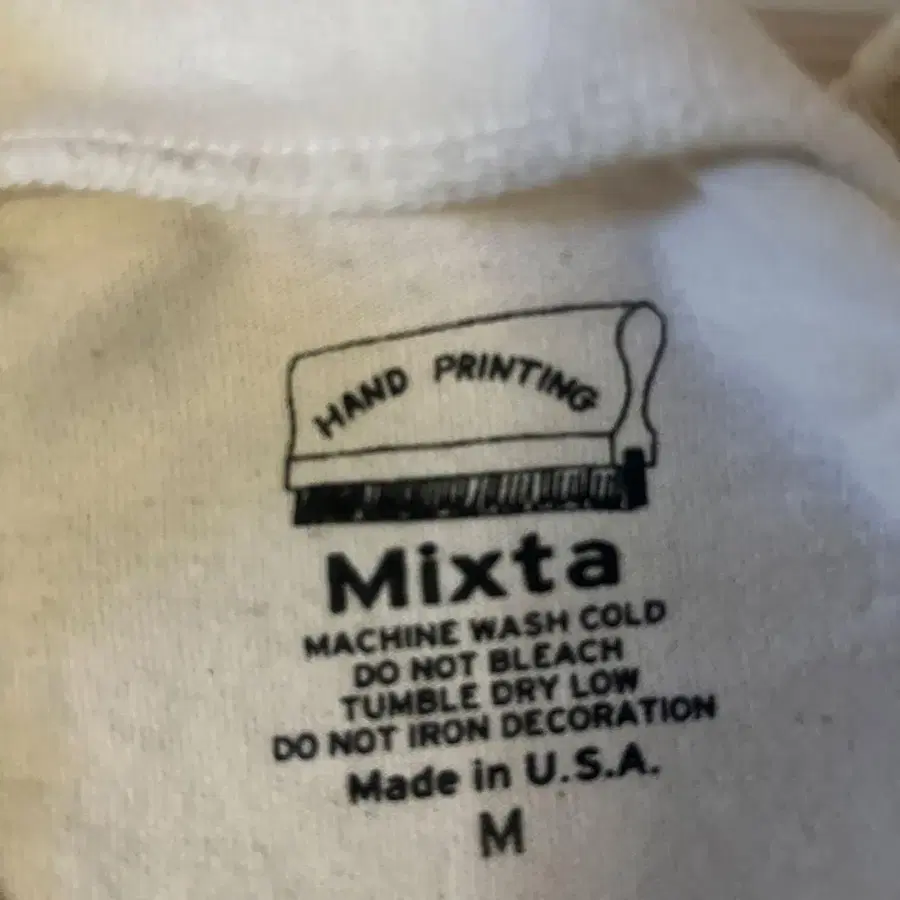 HAND PRINTING
Mixta
MACHINE WASH COLD
DO NOT BLEACH
TUMBLE DRY LOW
DO NOT IRON DECORATION
Made in U.S.A.
M